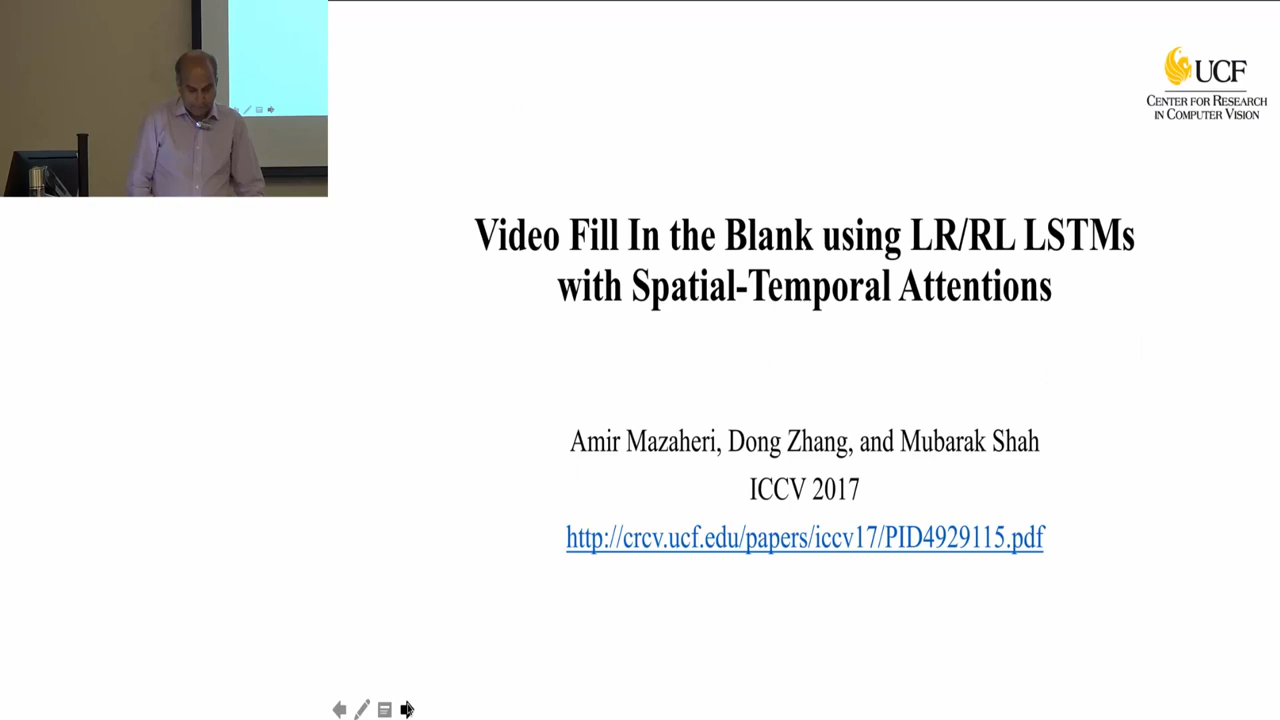 UCF
CENTER FOR RESEARCH
IN COMPUTER VISION
Video Fill In the Blank using LR/RL LSTMs
with Spatial-Temporal Attentions
Amir Mazaheri, Dong Zhang, and Mubarak Shah
ICCV 2017
http://crcv.ucf.edu/papers/iccv17/PID4929115.pdf